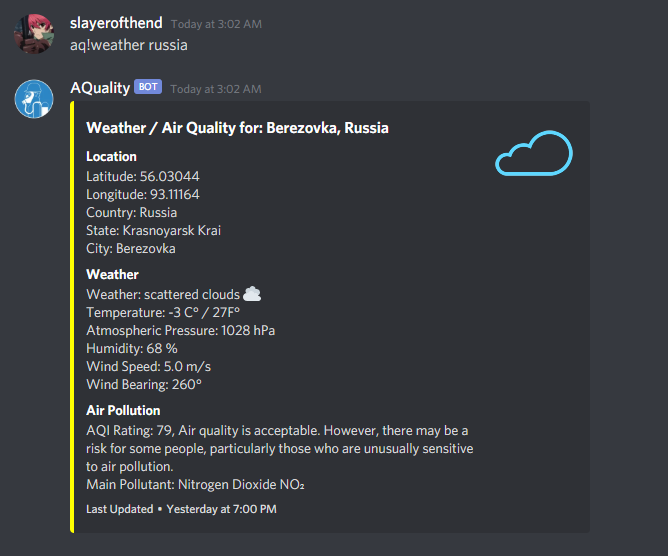 slayerofthend Today at 3:02 AM
aq!weather russia
AQuality BOT Today at 3:02 AM
Weather / Air Quality for: Berezovka, Russia
Location
Latitude: 56.03044
Longitude: 93.11164
Country: Russia
State: Krasnoyarsk Krai
City: Berezovka
Weather
Weather: scattered clouds
Temperature: -3 C° / 27F°
Atmospheric Pressure: 1028 hPa
Humidity: 68 %
Wind Speed: 5.0 m/s
Wind Bearing: 260°
Air Pollution
AQI Rating: 79, Air quality is acceptable. However, there may be a
risk for some people, particularly those who are unusually sensitive
to air pollution.
Main Pollutant: Nitrogen Dioxide NO₂
Last Updated • Yesterday at 7:00 PM